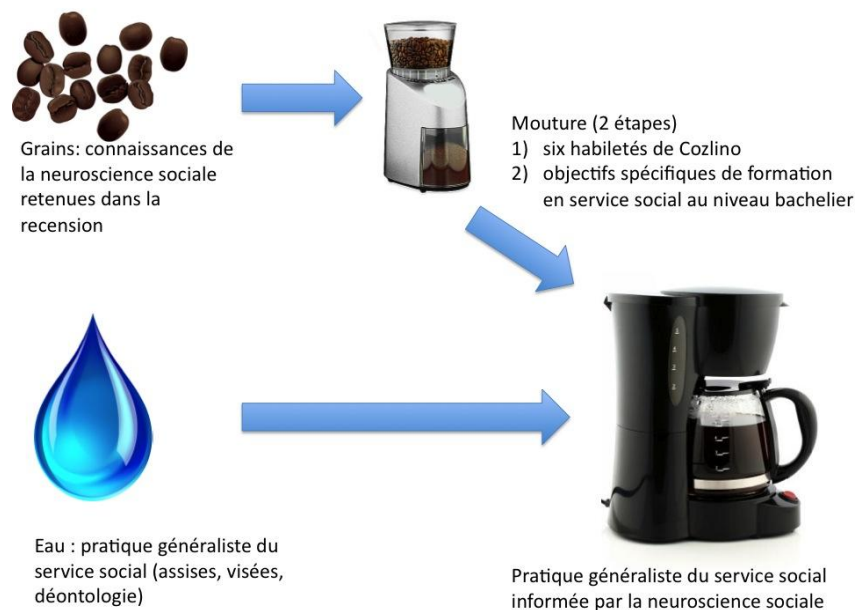 Grains: connaissances de
la neuroscience sociale
retenues dans la
recension
Mouture (2 étapes)
1) six habiletés de Cozlino
2) objectifs spécifiques de formation
en service social au niveau bachelier
Eau : pratique généraliste du
service social (assises, visées,
déontologie)
Pratique généraliste du service social
informée par la neuroscience sociale